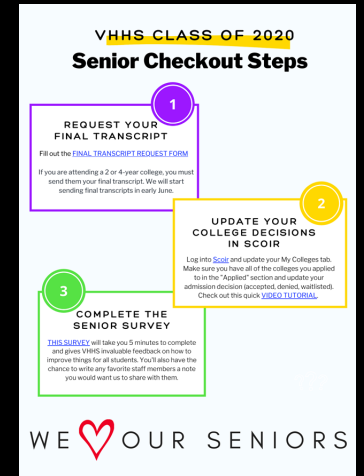 VHHS CLASS OF 2020
Senior Checkout Steps
1
REQUEST YOUR
FINAL TRANSCRIPT
Fill out the FINAL TRANSCRIPT REQUEST FORM
If you are attending a 2 or 4-year college, you must
send them your final transcript. We will start
sending final transcripts in early June.
2
UPDATE YOUR
COLLEGE DECISIONS
IN SCOIR
Log into Scoir and update your My Colleges tab.
Make sure you have all of the colleges you applied
to in the "Applied" section and update your
admission decision (accepted, denied, waitlisted).
Check out this quick VIDEO TUTORIAL.
3
COMPLETE THE
SENIOR SURVEY
THIS SURVEY will take you 5 minutes to complete
and gives VHHS invaluable feedback on how to
improve things for all students. You'll also have the
chance to write any favorite staff members a note
you would want us to share with them.
WE OUR SENIORS